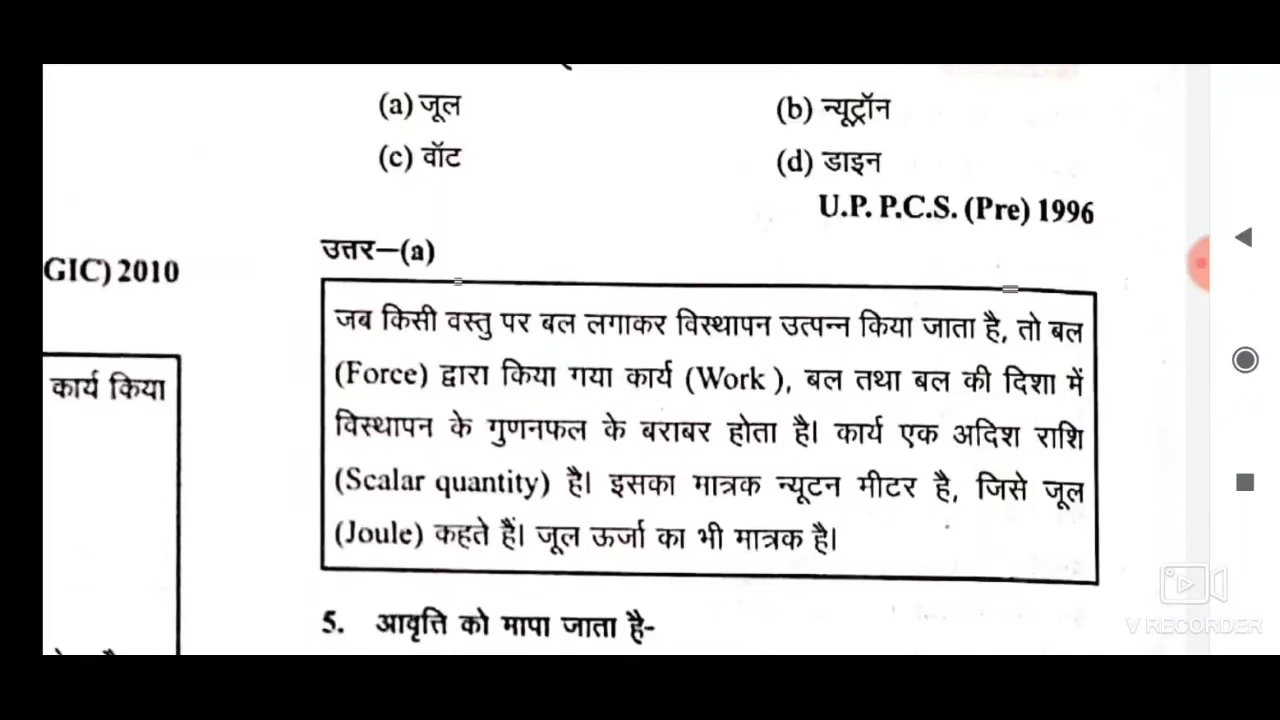 (a) जूल
(b) न्यूट्रॉन
(c) वॉट
(d) डाइन
U.P. P.C.S. (Pre) 1996
उत्तर—(a)
GIC) 2010
जब किसी वस्तु पर बल लगाकर विस्थापन उत्पन्न किया जाता है, तो बल
(Force) द्वारा किया गया कार्य (Work ), बल तथा बल की दिशा में
विस्थापन के गुणनफल के बराबर होता है। कार्य एक अदिश राशि
(Scalar quantity) है। इसका मात्रक न्यूटन मीटर है, जिसे जूल
(Joule) कहते हैं। जूल ऊर्जा का भी मात्रक है।
कार्य किया
5. आवृत्ति को मापा जाता है-
V RECORDER